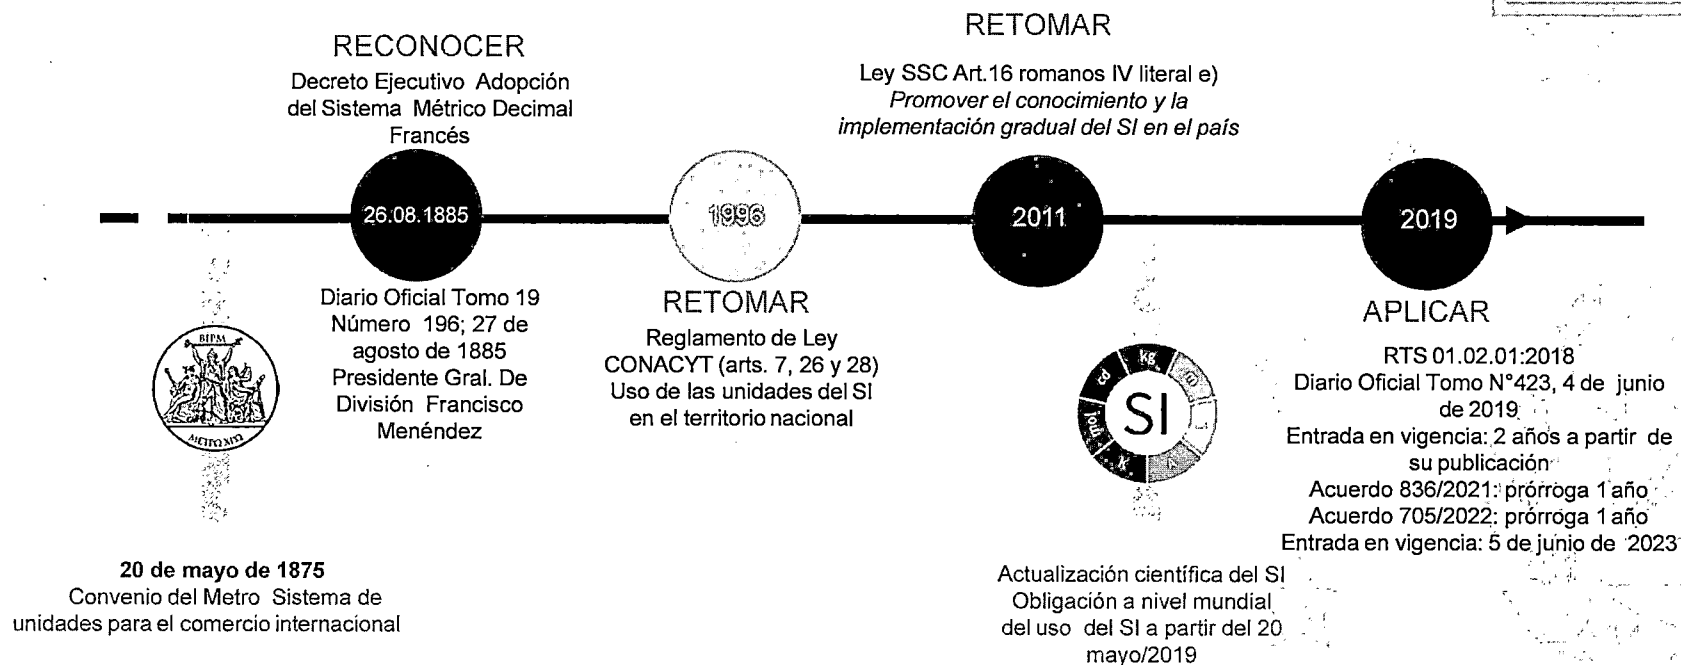 RECONOCER
Decreto Ejecutivo Adopción
del Sistema Métrico Decimal
Francés
26.08.1885
Diario Oficial Tomo 19
Número 196; 27 de
agosto de 1885
Presidente Gral. De
División Francisco
Menéndez
BIPM
20 de mayo de 1875
Convenio del Metro Sistema de
unidades para el comercio internacional
1996
RETOMAR
Reglamento de Ley
CONACYT (arts. 7, 26 y 28)
Uso de las unidades del SI
en el territorio nacional
RETOMAR
Ley SSC Art.16 romanos IV literal e)
Promover el conocimiento y la
implementación gradual del SI en el país
2011
SI
kg
m
A
K
mol
cd
Actualización científica del SI
Obligación a nivel mundial
del uso del SI a partir del 20
mayo/2019
2019
APLICAR
RTS 01.02.01:2018
Diario Oficial Tomo N°423, 4 de junio
de 2019
Entrada en vigencia: 2 años a partir de
su publicación
Acuerdo 836/2021: prórroga 1 año
Acuerdo 705/2022: prórroga 1 año
Entrada en vigencia: 5 de junio de 2023